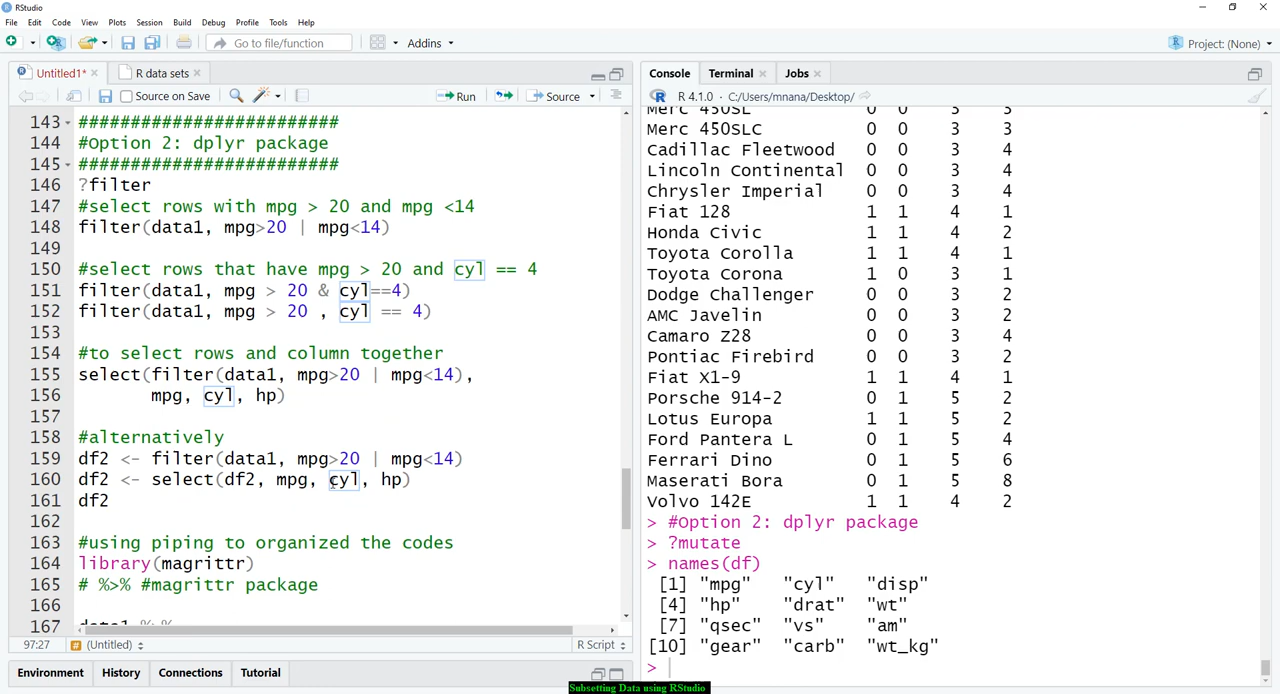 RStudio
File Edit Code View Plots Session Build Debug Profile Tools Help
Go to file/function Addins Project: (None)
Untitled1* R data sets
Source on Save Run Source
143 #########################
144 #Option 2: dplyr package
145 #########################
146 ?filter
147 #select rows with mpg > 20 and mpg <14
148 filter(data1, mpg>20 | mpg<14)
149
150 #select rows that have mpg > 20 and cyl == 4
151 filter(data1, mpg > 20 & cyl==4)
152 filter(data1, mpg > 20 , cyl == 4)
153
154 #to select rows and column together
155 select(filter(data1, mpg>20 | mpg<14),
156 mpg, cyl, hp)
157
158 #alternatively
159 df2 <- filter(data1, mpg>20 | mpg<14)
160 df2 <- select(df2, mpg, cyl, hp)
161 df2
162
163 #using piping to organized the codes
164 library(magrittr)
165 # %>% #magrittr package
166
167 data1 %>%
97:27 (Untitled) R Script
Environment History Connections Tutorial
Console Terminal Jobs
R 4.1.0 · C:/Users/mnana/Desktop/
Merc 450SL 0 0 3 3
Merc 450SLC 0 0 3 3
Cadillac Fleetwood 0 0 3 4
Lincoln Continental 0 0 3 4
Chrysler Imperial 0 0 3 4
Fiat 128 1 1 4 1
Honda Civic 1 1 4 2
Toyota Corolla 1 1 4 1
Toyota Corona 1 0 3 1
Dodge Challenger 0 0 3 2
AMC Javelin 0 0 3 2
Camaro Z28 0 0 3 4
Pontiac Firebird 0 0 3 2
Fiat X1-9 1 1 4 1
Porsche 914-2 0 1 5 2
Lotus Europa 1 1 5 2
Ford Pantera L 0 1 5 4
Ferrari Dino 0 1 5 6
Maserati Bora 0 1 5 8
Volvo 142E 1 1 4 2
> #Option 2: dplyr package
> ?mutate
> names(df)
[1] "mpg" "cyl" "disp"
[4] "hp" "drat" "wt"
[7] "qsec" "vs" "am"
[10] "gear" "carb" "wt_kg"
>
Subsetting Data using RStudio